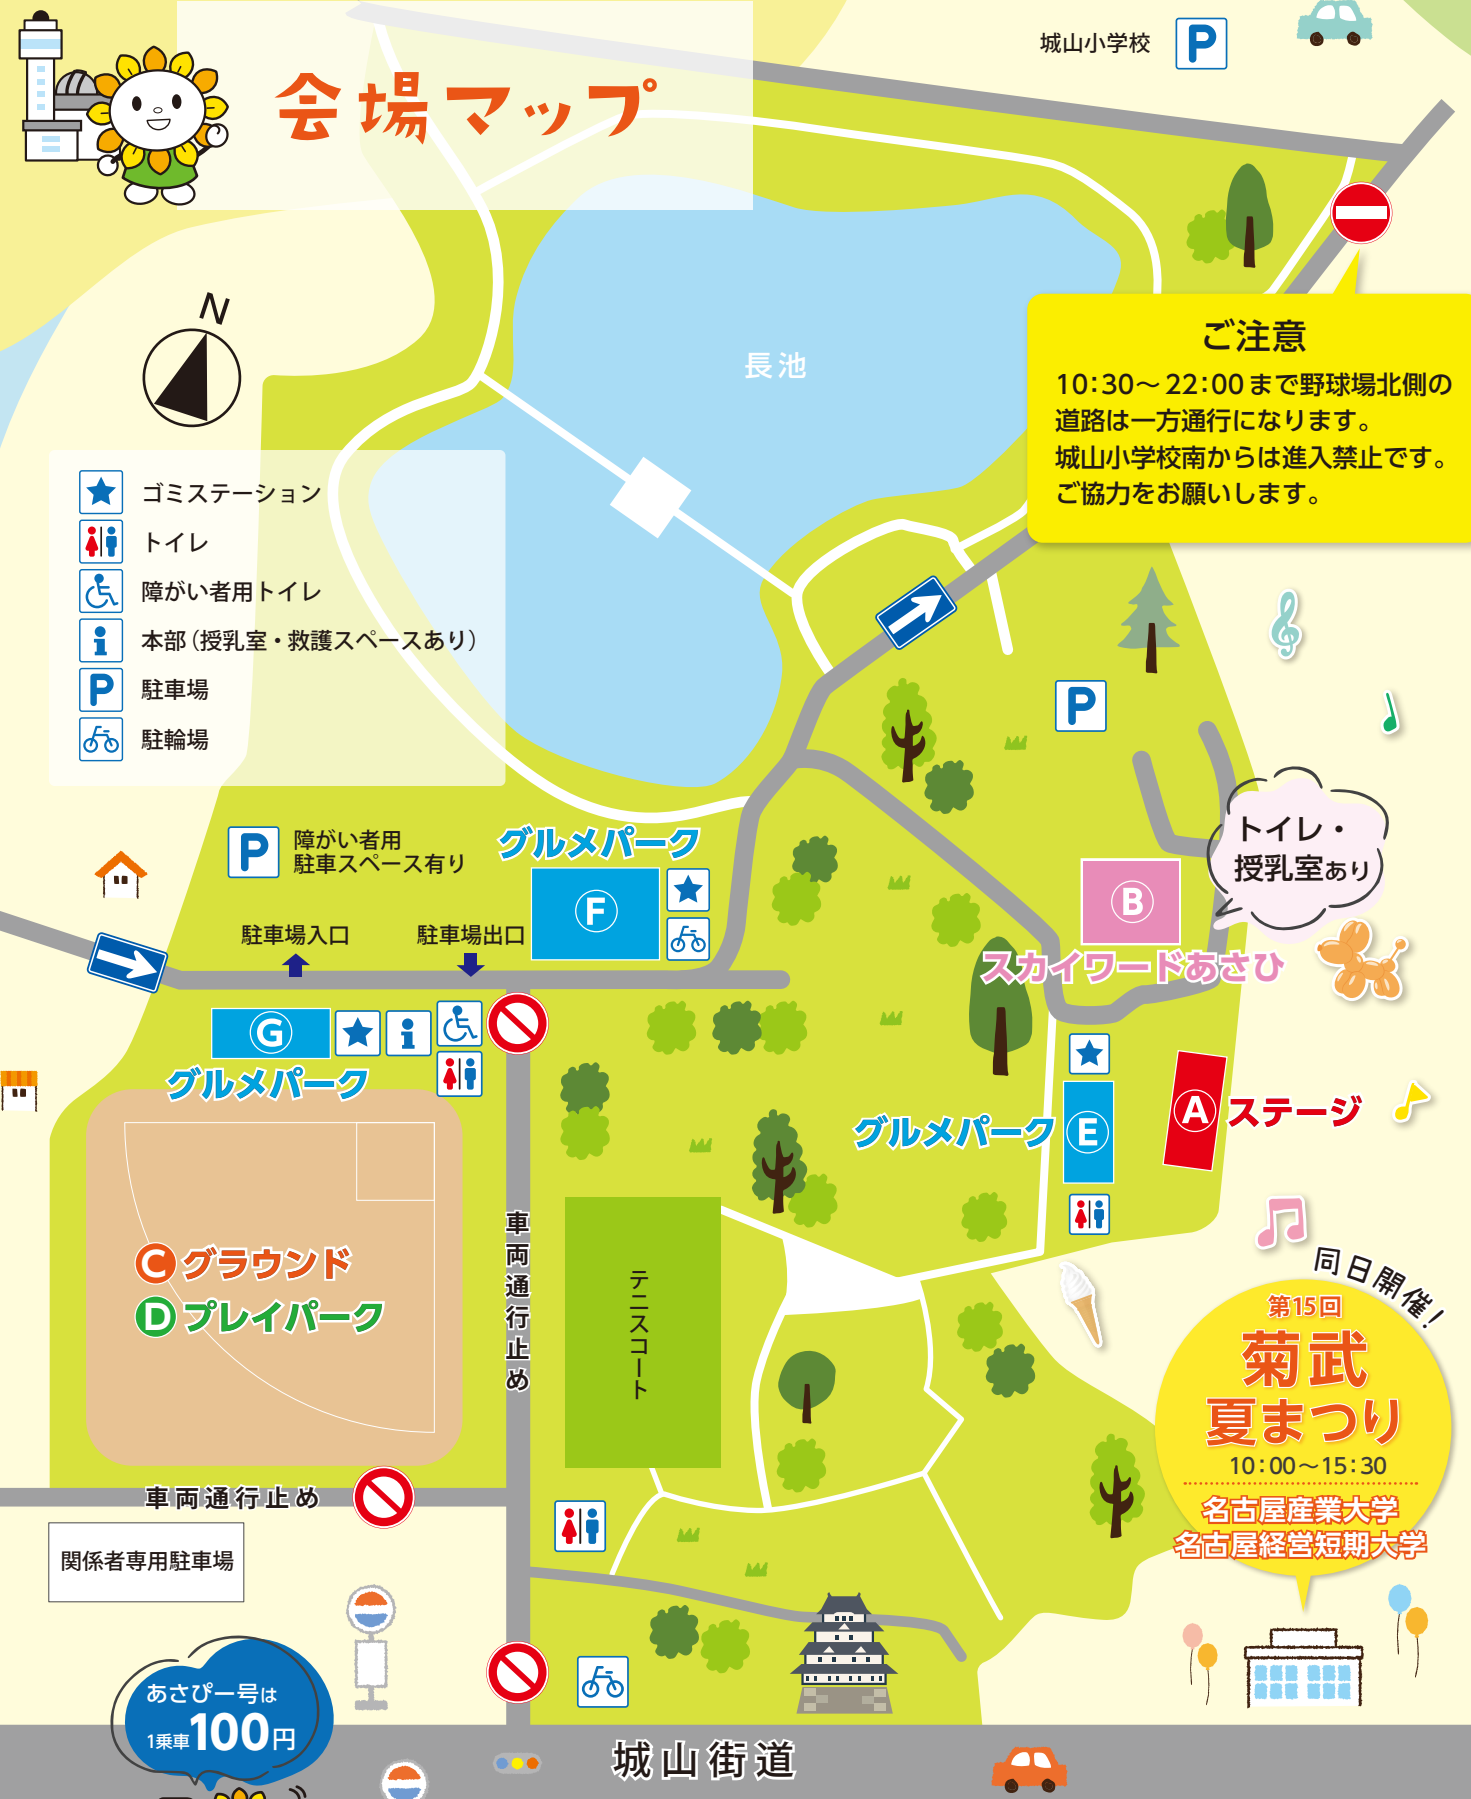 会場マップ
城山小学校
P
N
長池
ご注意
10:30〜22:00まで野球場北側の
道路は一方通行になります。
城山小学校南からは進入禁止です。
ご協力をお願いします。
ゴミステーション
トイレ
障がい者用トイレ
本部（授乳室・救護スペースあり）
P
駐車場
駐輪場
P
P
障がい者用
駐車スペース有り
グルメパーク
F
トイレ・
授乳室あり
B
スカイワードあさひ
駐車場入口
駐車場出口
G
グルメパーク
グルメパーク
E
A
ステージ
C グラウンド
D プレイパーク
車両通行止め
テニスコート
同日開催！
第15回
菊武
夏まつり
10:00〜15:30
名古屋産業大学
名古屋経営短期大学
車両通行止め
関係者専用駐車場
あさぴー号は
1乗車100円
城山街道